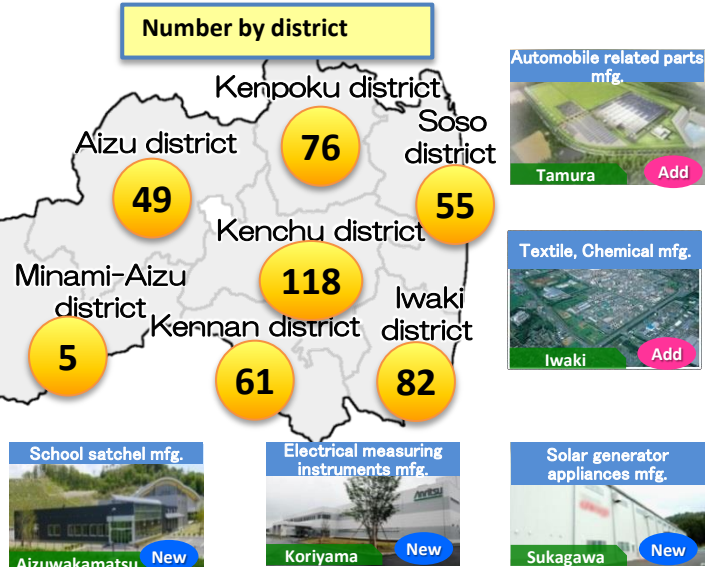 Number by district
Kenpoku district
76
Aizu district
49
Soso
district
55
Kenchu district
118
Minami-Aizu
district
5
Kennan district
61
Iwaki
district
82
Automobile related parts
mfg.
Tamura
Add
Textile, Chemical mfg.
Iwaki
Add
School satchel mfg.
Aizuwakamatsu
New
Electrical measuring
instruments mfg.
Anritsu
Koriyama
New
Solar generator
appliances mfg.
Sukagawa
New